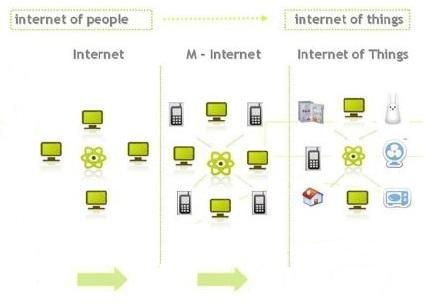 internet of people
internet of things
Internet
M - Internet
Internet of Things